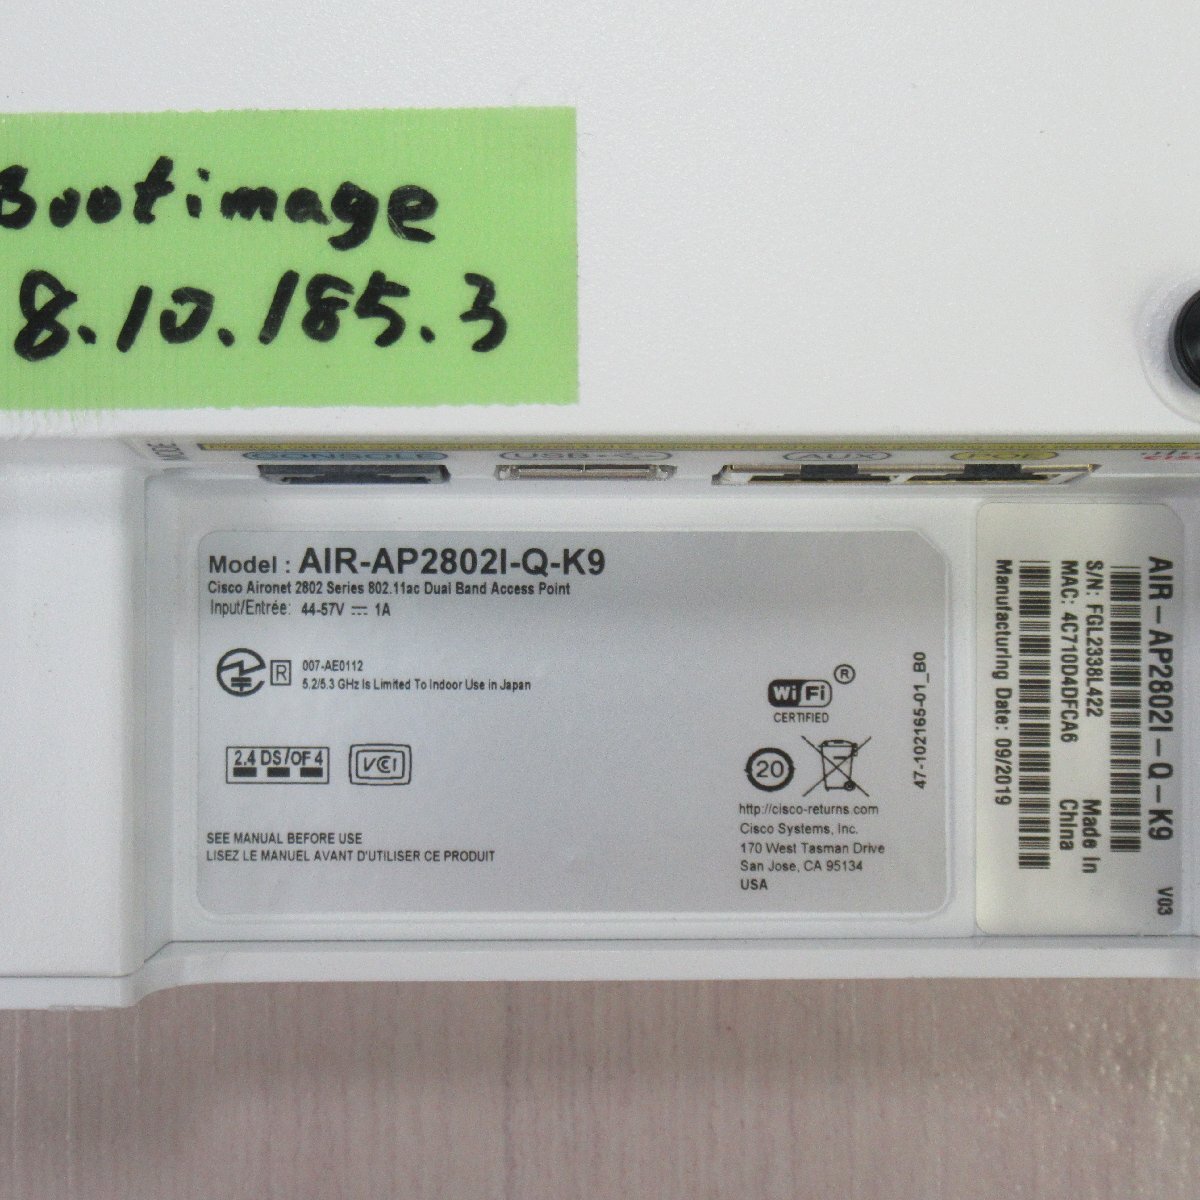 Bootimage
8.10.185.3
CONSOLE
USB
AUX
POE
Model : AIR-AP2802I-Q-K9
Cisco Aironet 2802 Series 802.11ac Dual Band Access Point
Input/Entrée: 44-57V ⎓ 1A
R 007-AE0112
5.2/5.3 GHz Is Limited To Indoor Use in Japan
2.4 DS/OF 4
VCCI
SEE MANUAL BEFORE USE
LISEZ LE MANUEL AVANT D'UTILISER CE PRODUIT
Wi Fi ®
CERTIFIED
20
http://cisco-returns.com
Cisco Systems, Inc.
170 West Tasman Drive
San Jose, CA 95134
USA
47-102165-01_B0
AIR-AP2802I-Q-K9 V03
S/N: FGL2338L422 Made In
MAC: 4C710D4DFCA6 China
Manufacturing Date: 09/2019